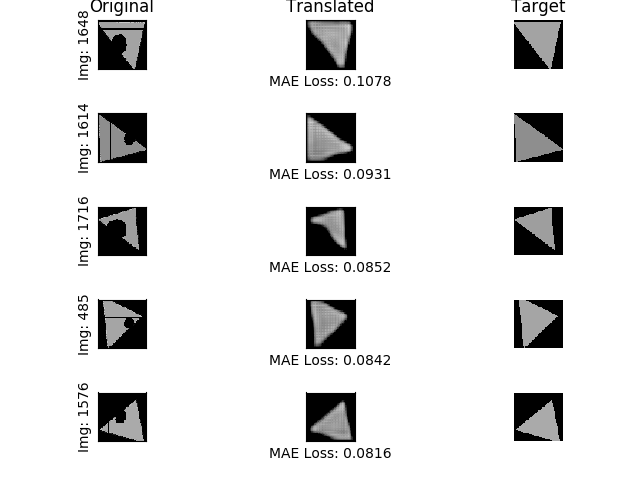 Original Translated Target
Img: 1648
MAE Loss: 0.1078
Img: 1614
MAE Loss: 0.0931
Img: 1716
MAE Loss: 0.0852
Img: 485
MAE Loss: 0.0842
Img: 1576
MAE Loss: 0.0816